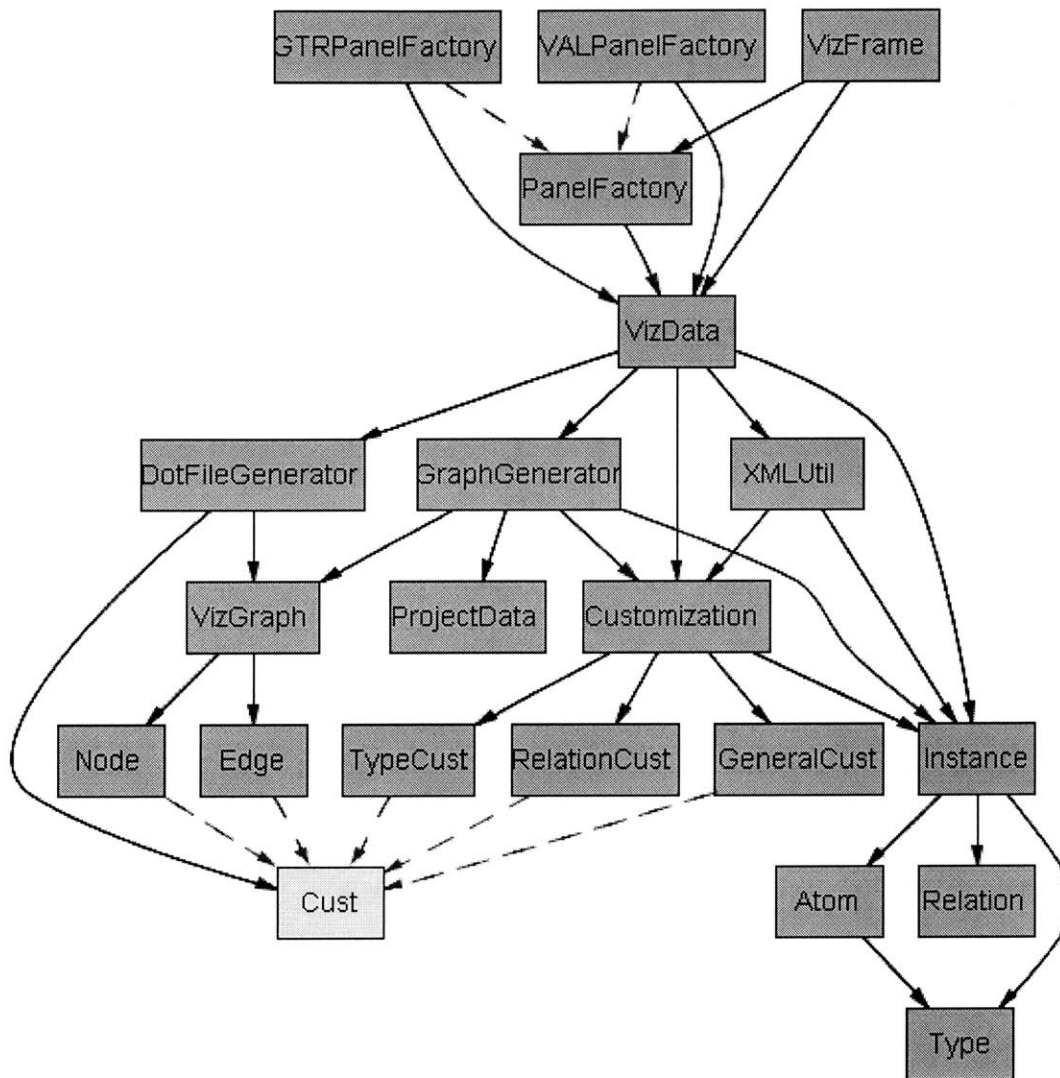 GTRPanelFactory
VALPanelFactory
VizFrame
PanelFactory
VizData
DotFileGenerator
GraphGenerator
XMLUtil
VizGraph
ProjectData
Customization
Node
Edge
TypeCust
RelationCust
GeneralCust
Instance
Cust
Atom
Relation
Type